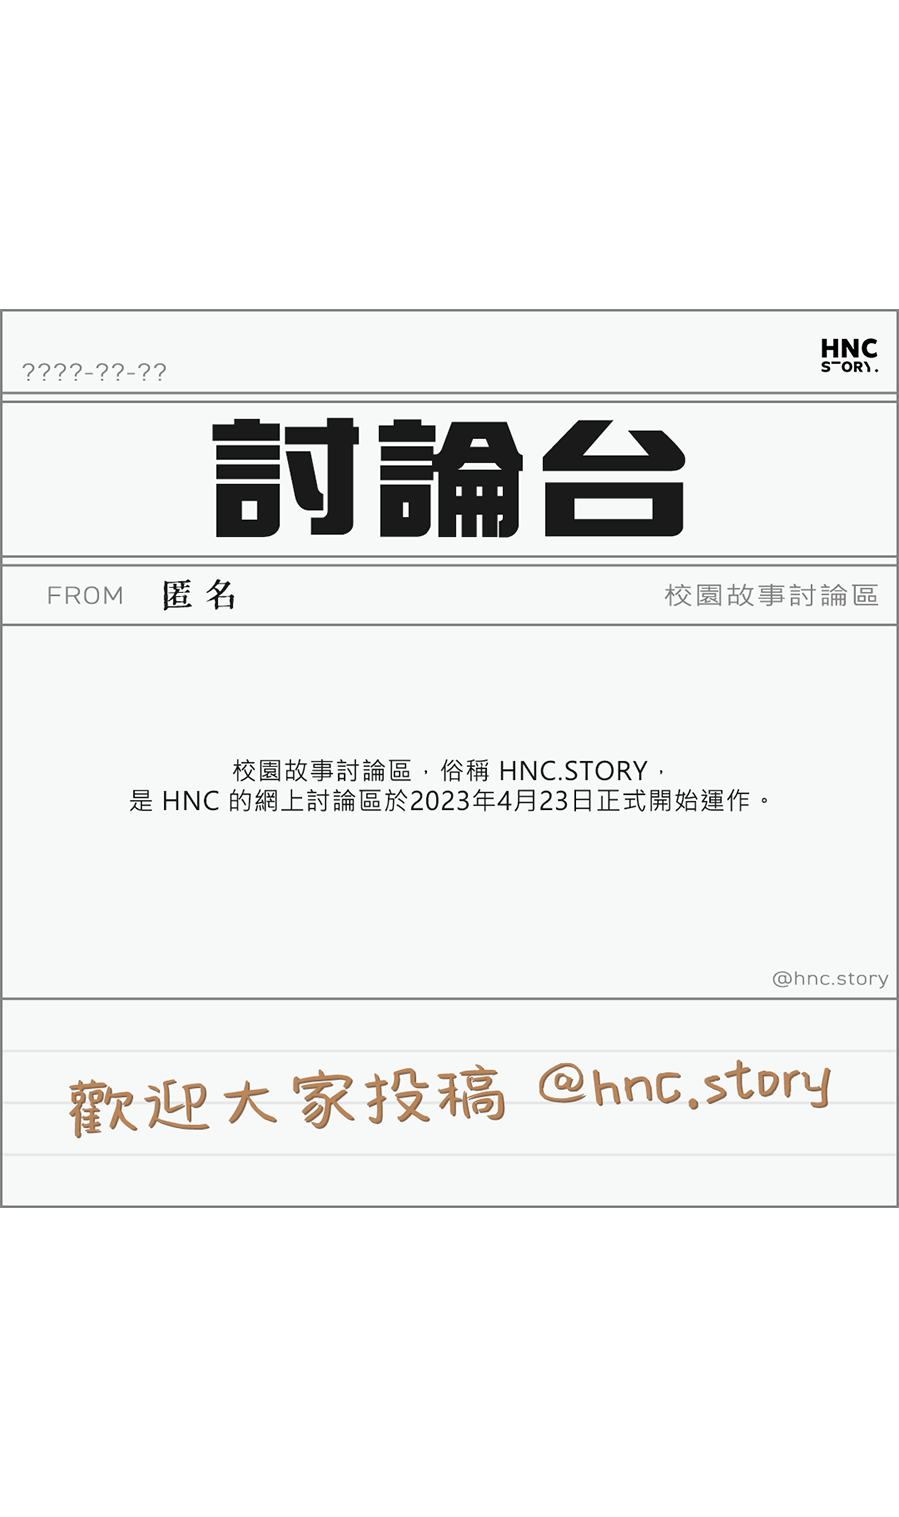 HNC
STORY.
????-??-??
討論台
FROM 匿名 校園故事討論區
校園故事討論區，俗稱 HNC.STORY，
是 HNC 的網上討論區於2023年4月23日正式開始運作。
@hnc.story
歡迎大家投稿 @hnc.story